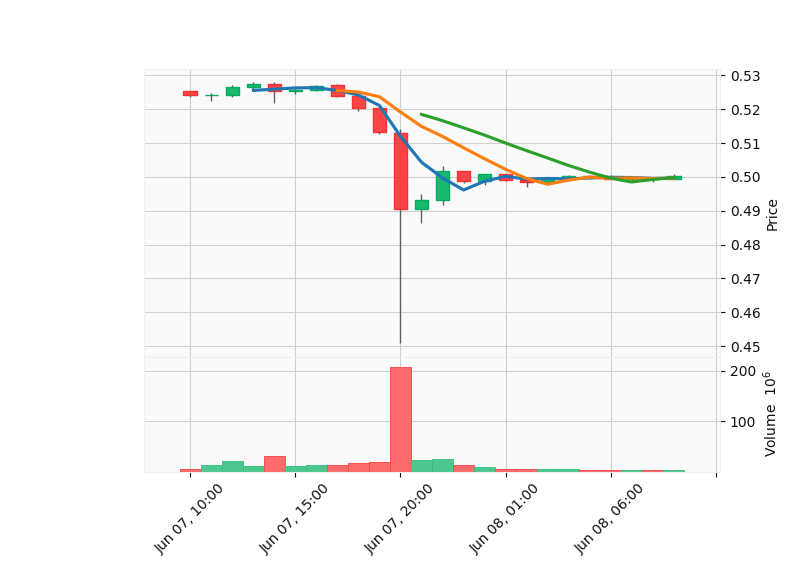 0.53
0.52
0.51
0.50
0.49
0.48
0.47
0.46
0.45
Price
200
100
Volume 10⁶
Jun 07, 10:00
Jun 07, 15:00
Jun 07, 20:00
Jun 08, 01:00
Jun 08, 06:00